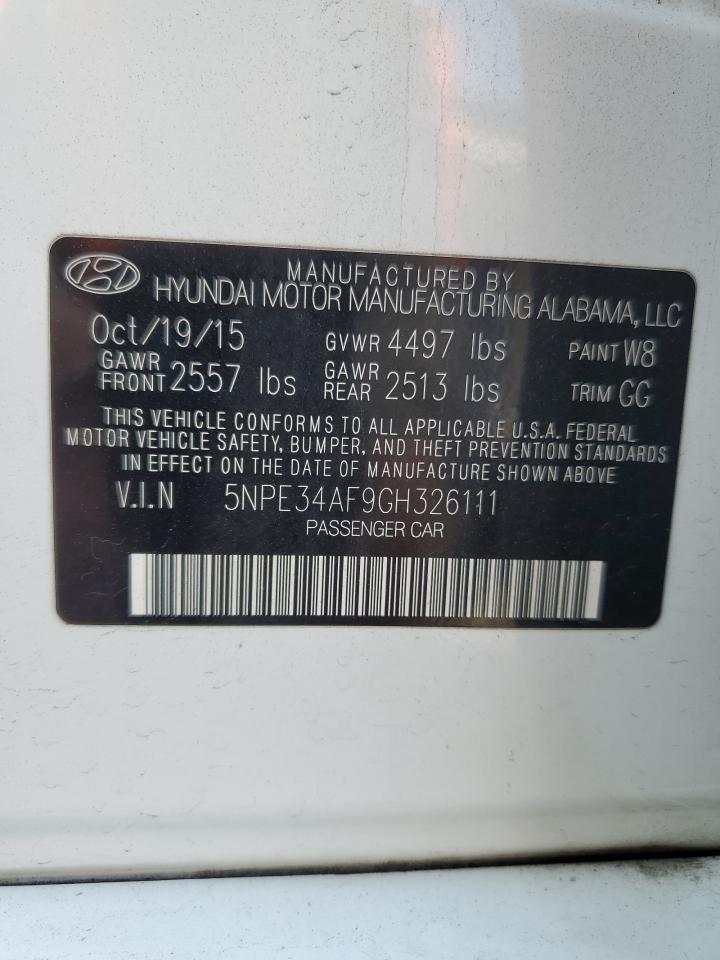 MANUFACTURED BY
HYUNDAI MOTOR MANUFACTURING ALABAMA, LLC
Oct/19/15 GVWR 4497 lbs PAINT W8
GAWR FRONT 2557 lbs GAWR REAR 2513 lbs TRIM GG
THIS VEHICLE CONFORMS TO ALL APPLICABLE U.S.A. FEDERAL
MOTOR VEHICLE SAFETY, BUMPER, AND THEFT PREVENTION STANDARDS
IN EFFECT ON THE DATE OF MANUFACTURE SHOWN ABOVE.
V.I.N 5NPE34AF9GH326111
PASSENGER CAR